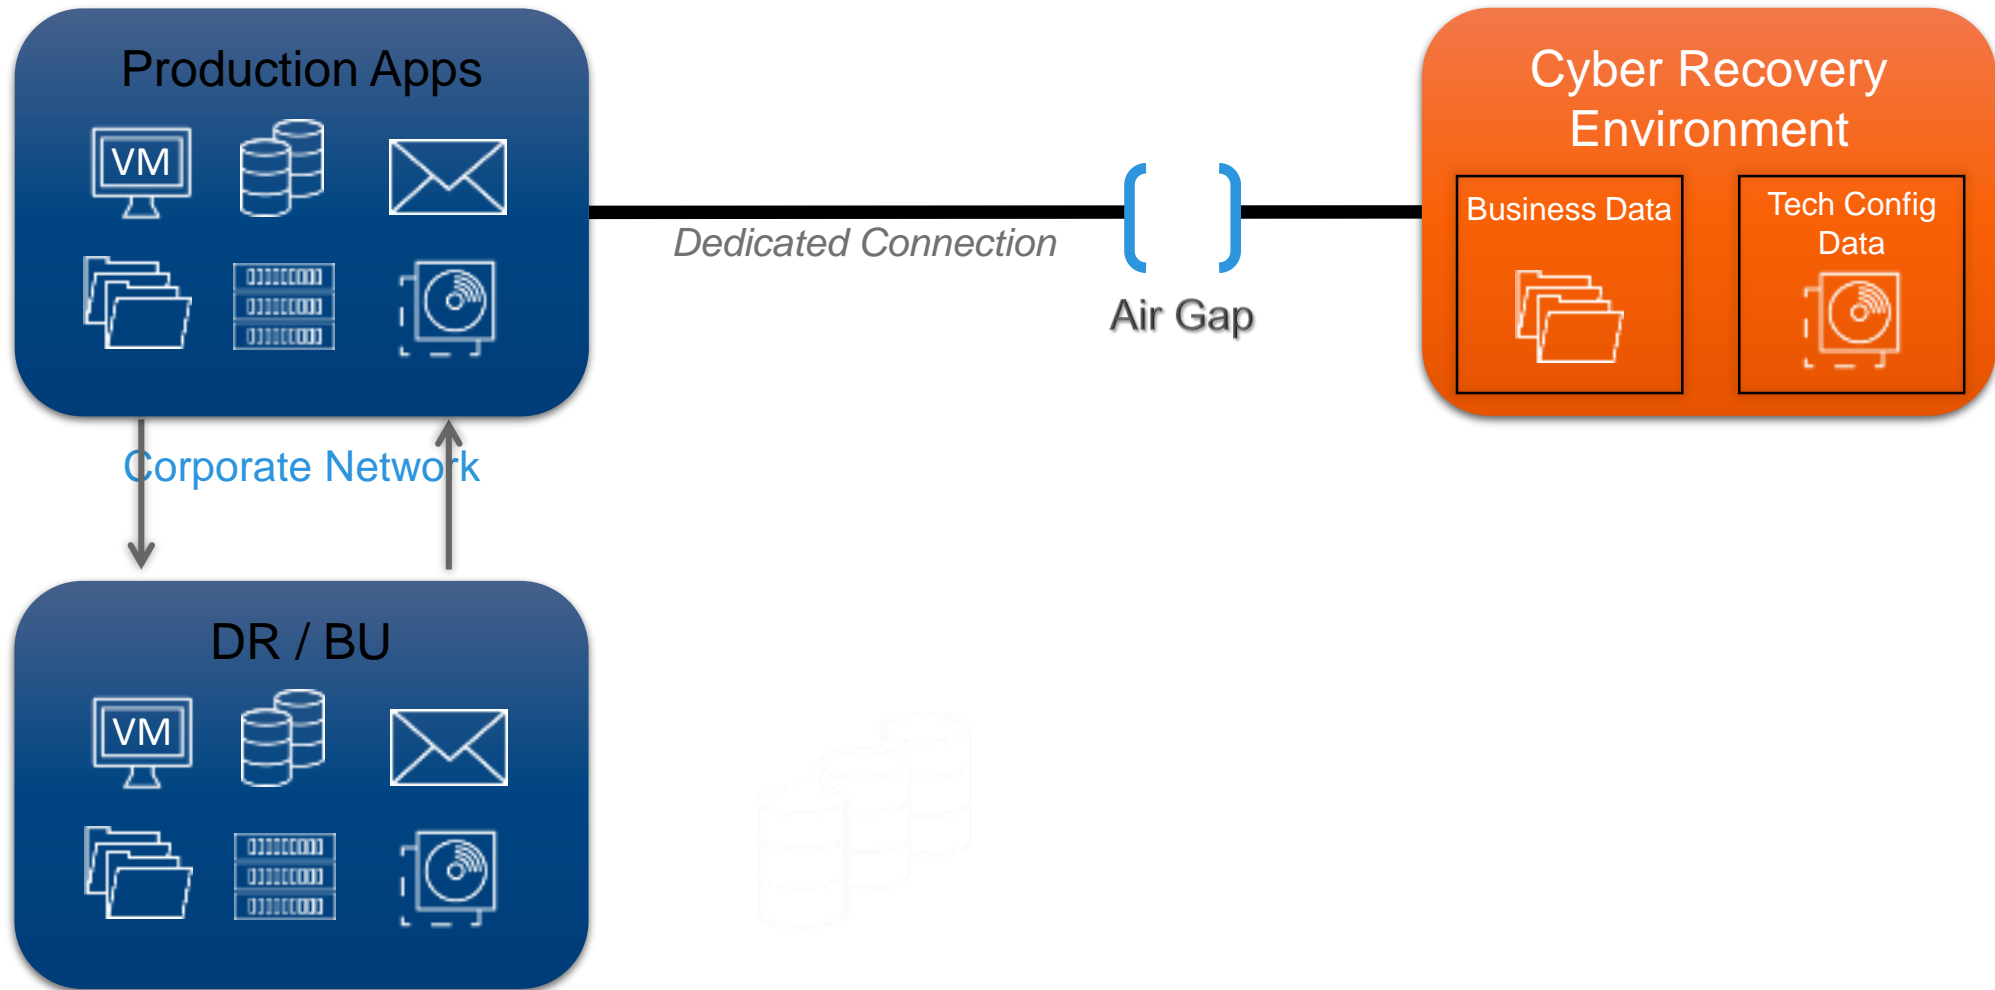 Production Apps
VM
Cyber Recovery
Environment
Business Data
Tech Config
Data
Dedicated Connection
Air Gap
Corporate Network
DR / BU
VM